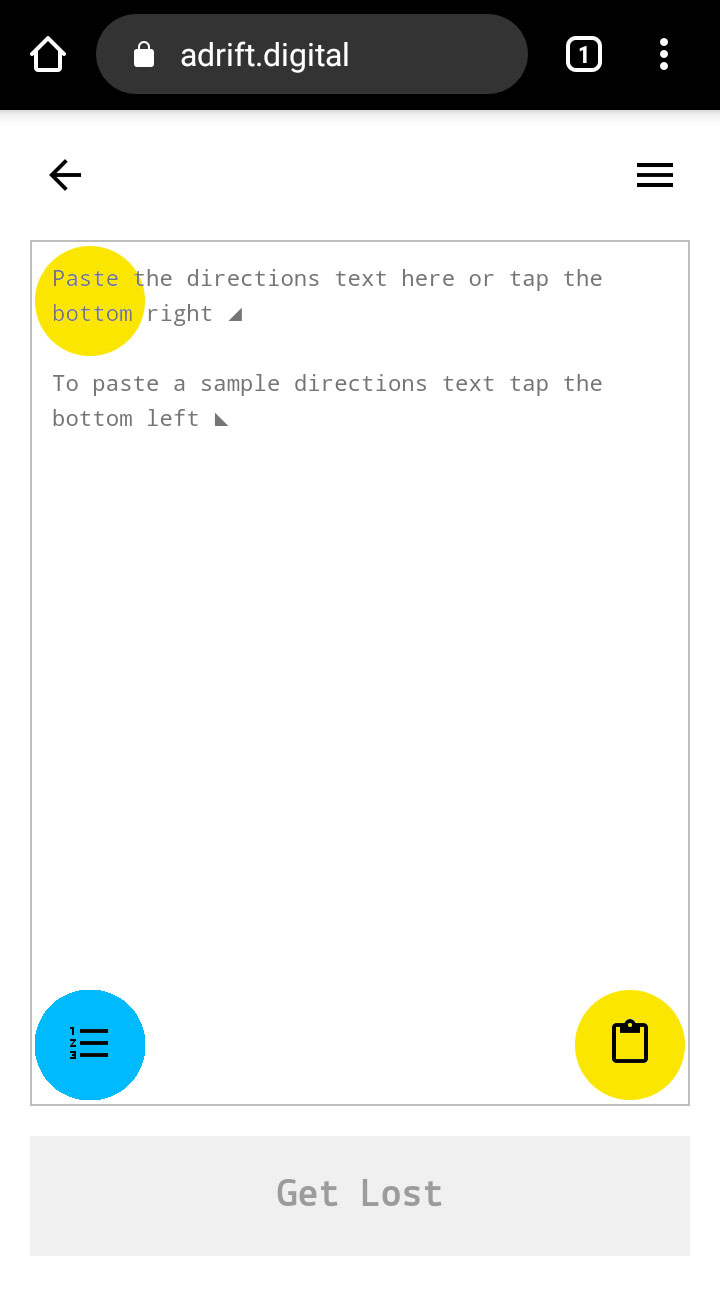 adrift.digital
1
Paste the directions text here or tap the
bottom right ◢
To paste a sample directions text tap the
bottom left ◣
1
2
3
Get Lost